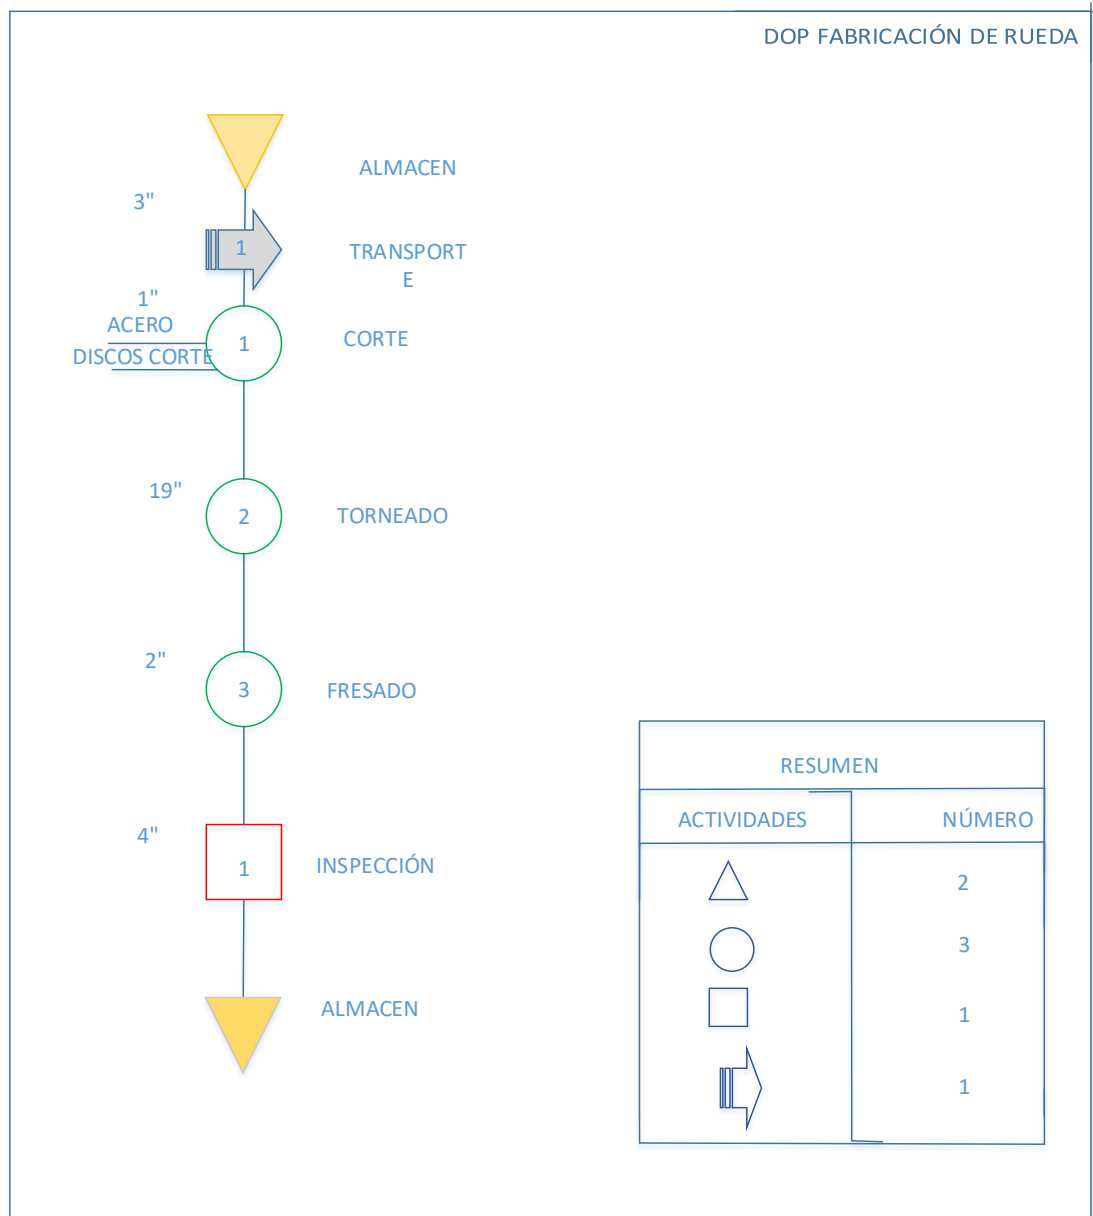 DOP FABRICACIÓN DE RUEDA
ALMACEN
3"
1
TRANSPORT
E
1"
ACERO
DISCOS CORTE
1
CORTE
19"
2
TORNEADO
2"
3
FRESADO
4"
1
INSPECCIÓN
ALMACEN
RESUMEN
ACTIVIDADES
NÚMERO
2
3
1
1